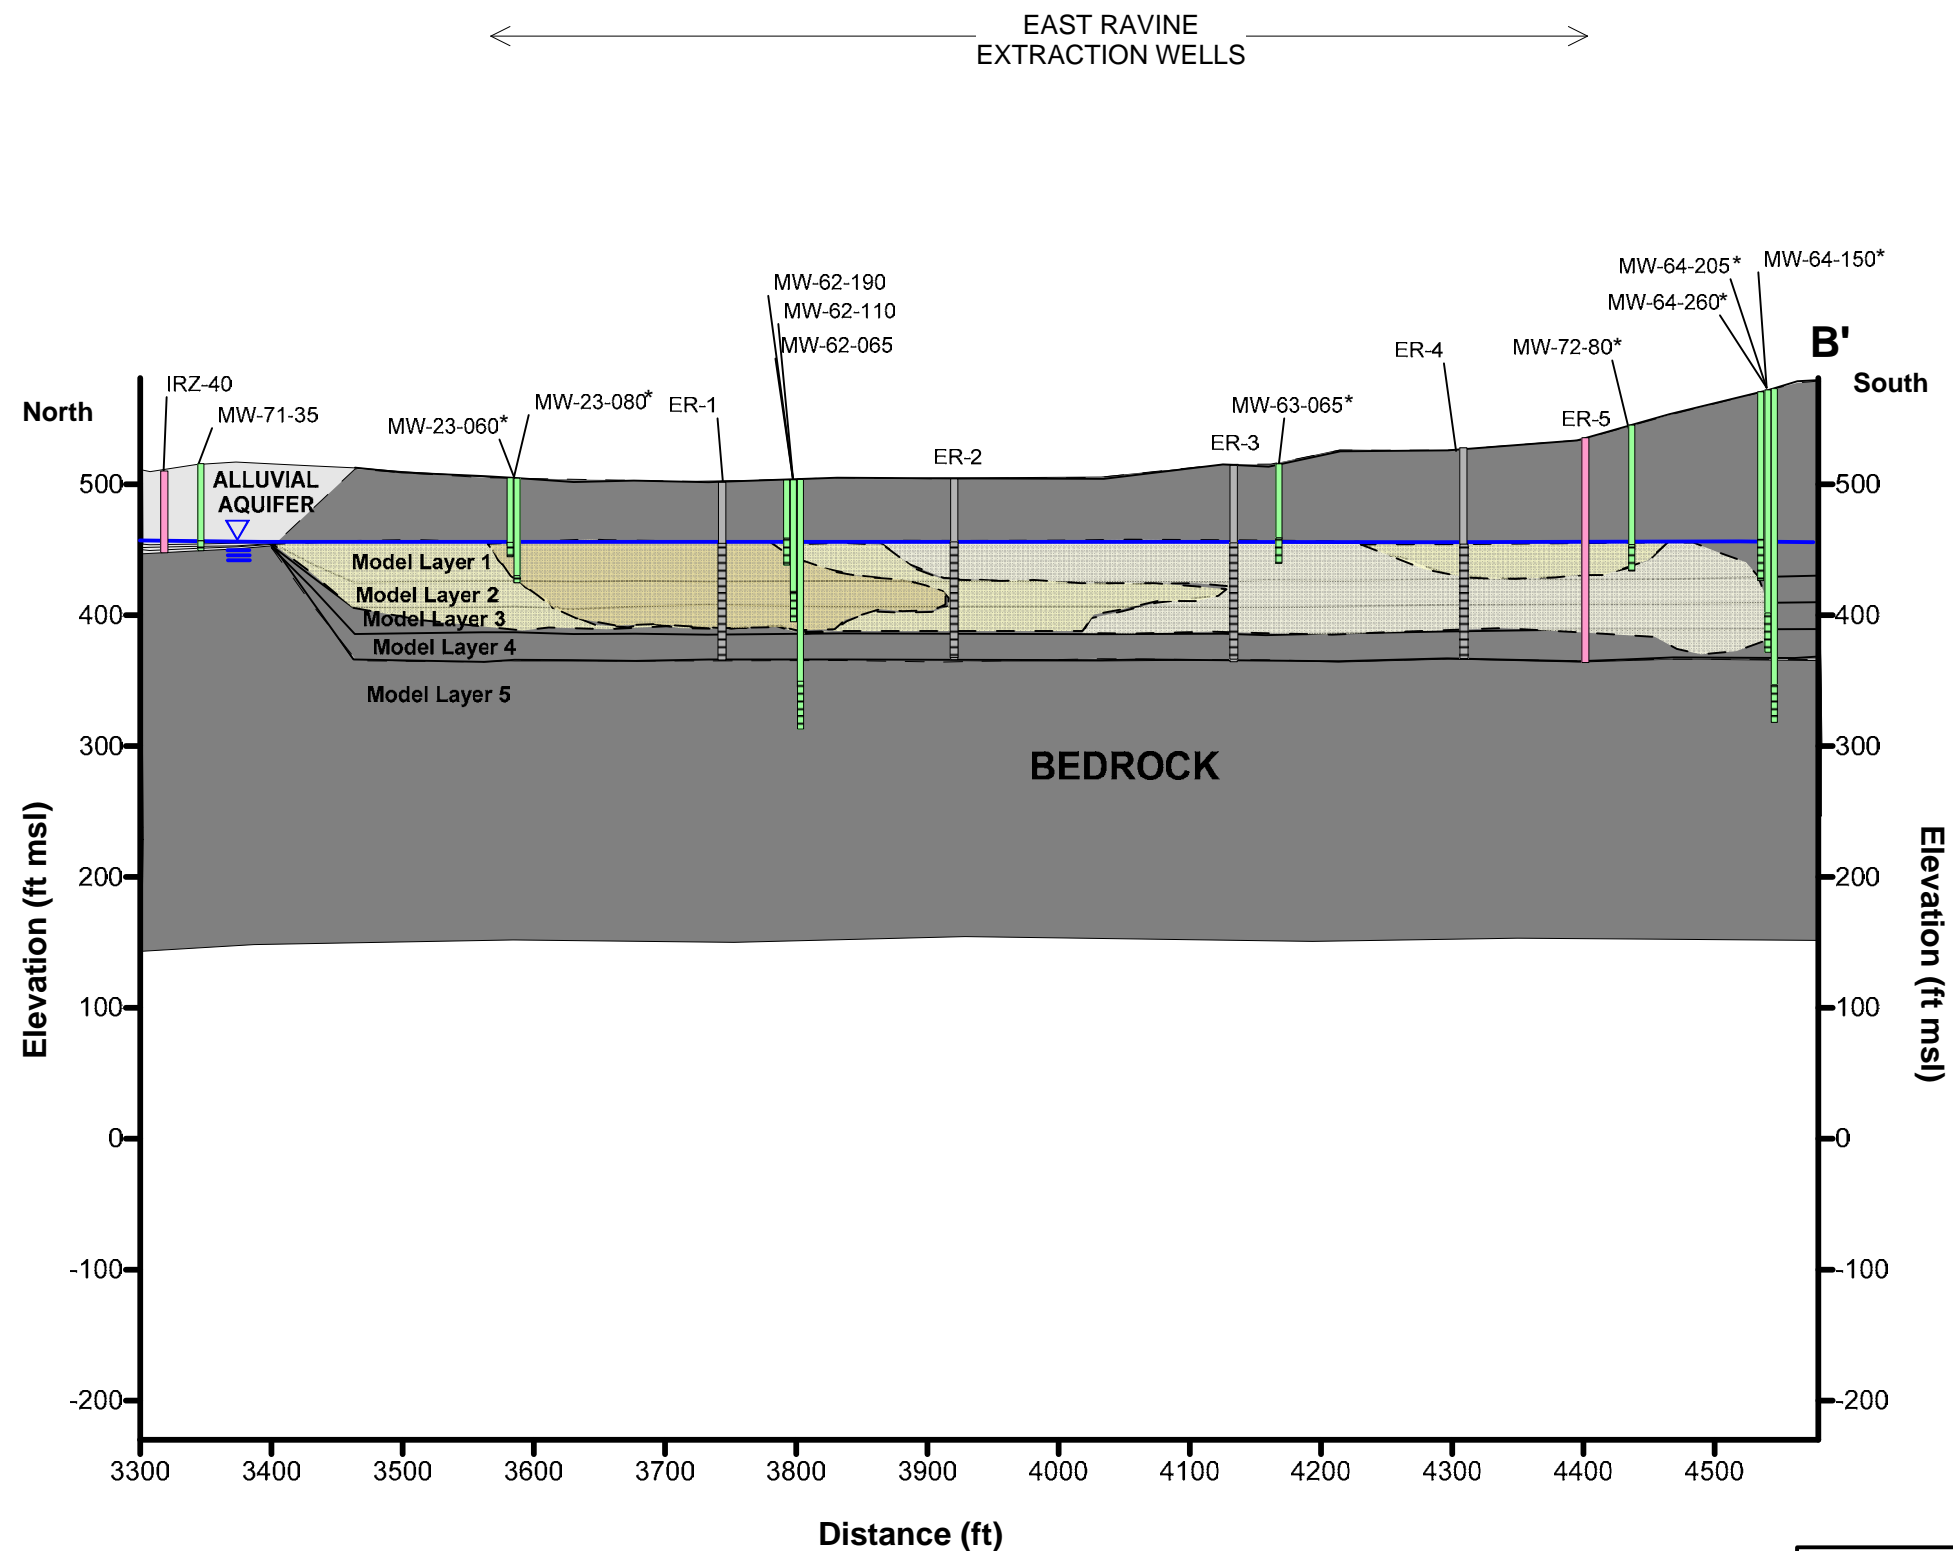 EAST RAVINE
EXTRACTION WELLS
MW-64-205*
MW-64-150*
MW-64-260*
MW-62-190
MW-62-110
MW-62-065
B'
ER-4
MW-72-80*
North
IRZ-40
MW-71-35
MW-23-060*
MW-23-080*
ER-1
ER-2
ER-3
MW-63-065*
ER-5
South
ALLUVIAL
AQUIFER
Model Layer 1
Model Layer 2
Model Layer 3
Model Layer 4
Model Layer 5
BEDROCK
Elevation (ft msl)
500
400
300
200
100
0
-100
-200
500
400
300
200
100
0
-100
-200
Elevation (ft msl)
3300 3400 3500 3600 3700 3800 3900 4000 4100 4200 4300 4400 4500
Distance (ft)